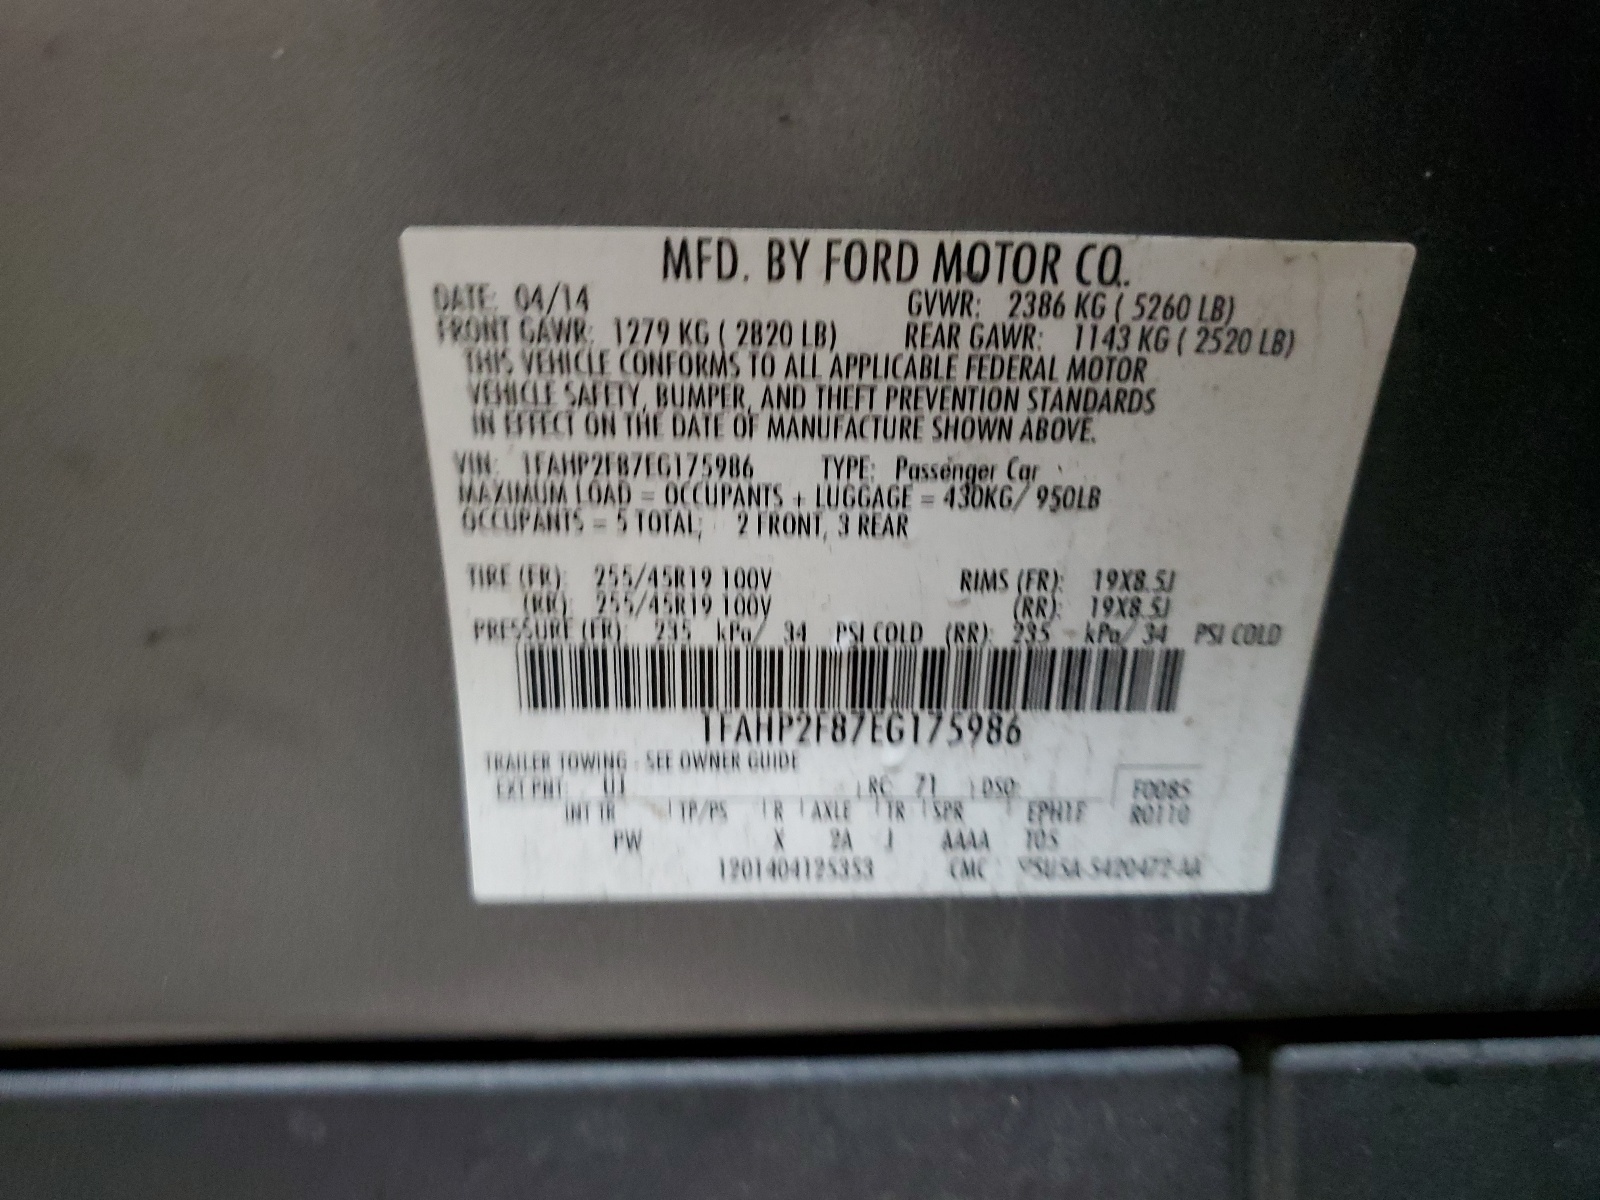 MFD. BY FORD MOTOR CO.
DATE: 04/14 GVWR: 2386 KG ( 5260 LB)
FRONT GAWR: 1279 KG ( 2820 LB) REAR GAWR: 1143 KG ( 2520 LB)
THIS VEHICLE CONFORMS TO ALL APPLICABLE FEDERAL MOTOR
VEHICLE SAFETY, BUMPER, AND THEFT PREVENTION STANDARDS
IN EFFECT ON THE DATE OF MANUFACTURE SHOWN ABOVE.
VIN: 1FAHP2F87EG175986 TYPE: Passenger Car
MAXIMUM LOAD = OCCUPANTS + LUGGAGE = 430KG/ 950LB
OCCUPANTS = 5 TOTAL; 2 FRONT, 3 REAR
TIRE (FR): 255/45R19 100V RIMS (FR): 19X8.5J
(RR): 255/45R19 100V (RR): 19X8.5J
PRESSURE (FR): 235 kPa/ 34 PSI COLD (RR): 235 kPa/ 34 PSI COLD
1FAHP2F87EG175986
TRAILER TOWING - SEE OWNER GUIDE
EXT PNT: UJ RC: 71 DSO: F0085
INT TR TP/PS R AXLE TR SPR EPH1F R0110
PW X 2A J AAAA TOS
1201404125353 CMC